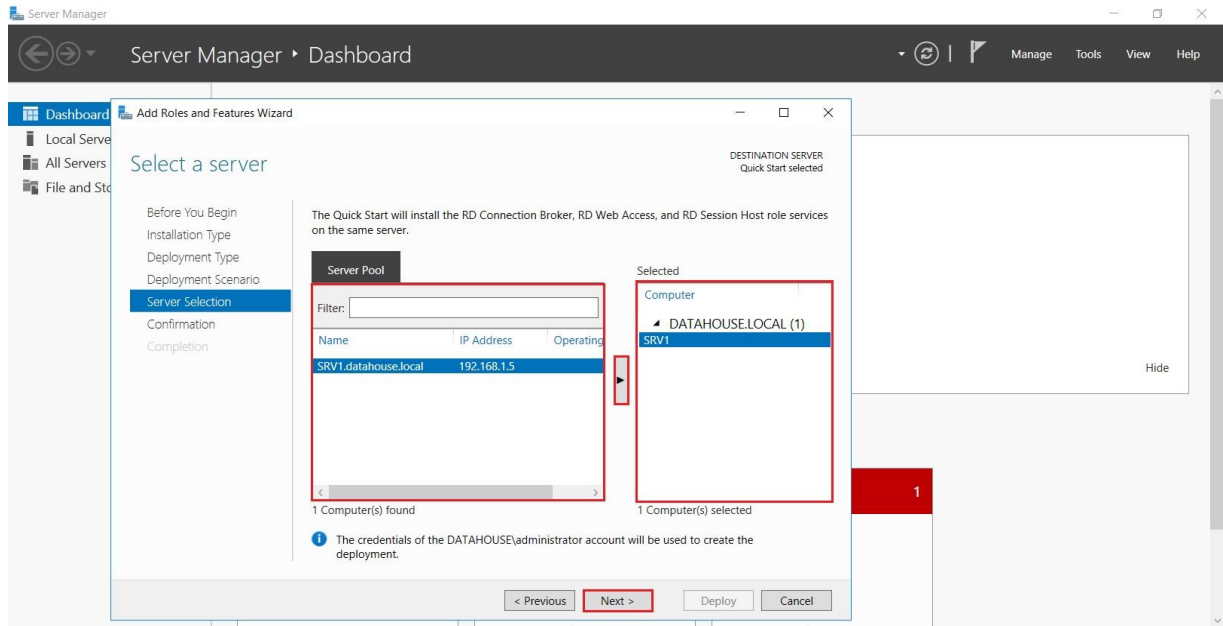 Server Manager
Server Manager ‣ Dashboard
Manage Tools View Help
Dashboard
Local Serve
All Servers
File and Sto
Add Roles and Features Wizard
Select a server
DESTINATION SERVER
Quick Start selected
Before You Begin
Installation Type
Deployment Type
Deployment Scenario
Server Selection
Confirmation
Completion
The Quick Start will install the RD Connection Broker, RD Web Access, and RD Session Host role services
on the same server.
Server Pool
Filter:
Name IP Address Operating
SRV1.datahouse.local 192.168.1.5
1 Computer(s) found
Selected
Computer
DATAHOUSE.LOCAL (1)
SRV1
1 Computer(s) selected
The credentials of the DATAHOUSE\administrator account will be used to create the
deployment.
< Previous Next > Deploy Cancel
Hide
1